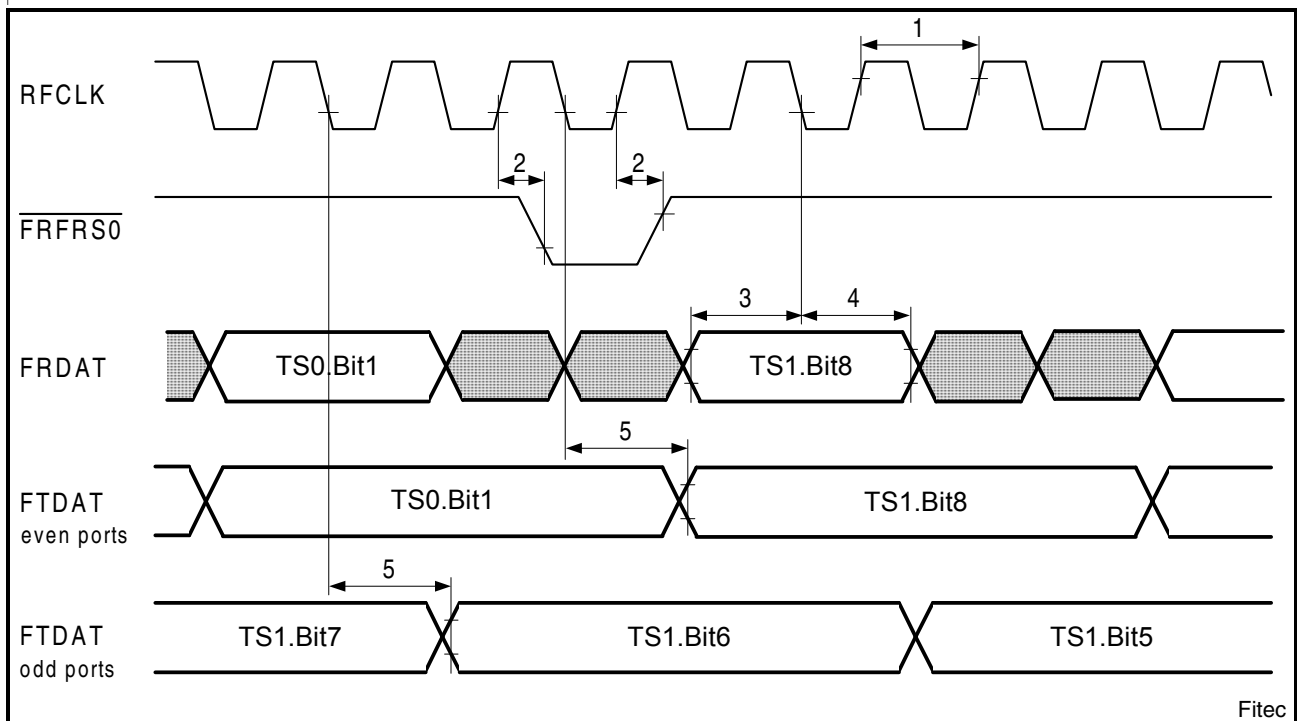 1
RFCLK
2 2
FRFRS0
3 4
FRDAT TS0.Bit1 TS1.Bit8
5
FTDAT TS0.Bit1 TS1.Bit8
even ports
5
FTDAT TS1.Bit7 TS1.Bit6 TS1.Bit5
odd ports
Fitec